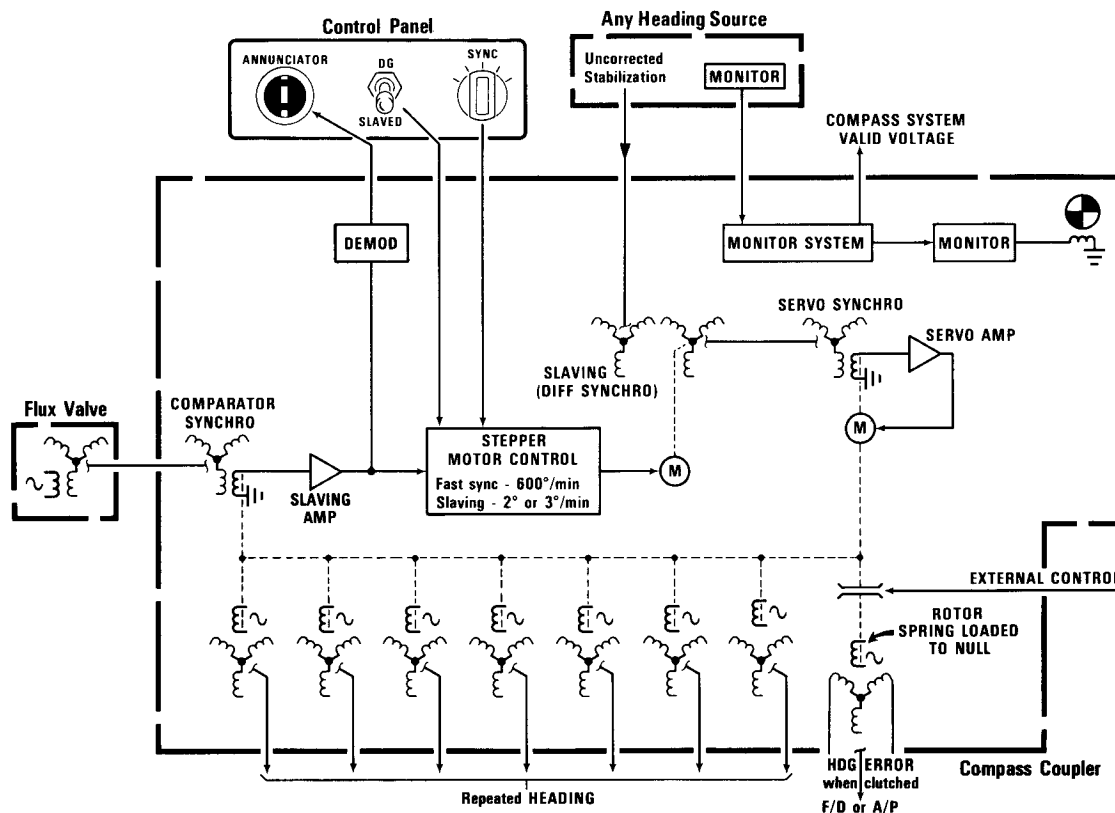 Control Panel
ANNUNCIATOR
DG
SLAVED
SYNC
Any Heading Source
Uncorrected
Stabilization
MONITOR
COMPASS SYSTEM
VALID VOLTAGE
DEMOD
MONITOR SYSTEM
MONITOR
SERVO SYNCHRO
SERVO AMP
SLAVING
(DIFF SYNCHRO)
M
Flux Valve
COMPARATOR
SYNCHRO
SLAVING
AMP
STEPPER
MOTOR CONTROL
Fast sync - 600°/min
Slaving - 2° or 3°/min
M
EXTERNAL CONTROL
ROTOR
SPRING LOADED
TO NULL
HDG ERROR
when clutched
F/D or A/P
Compass Coupler
Repeated HEADING